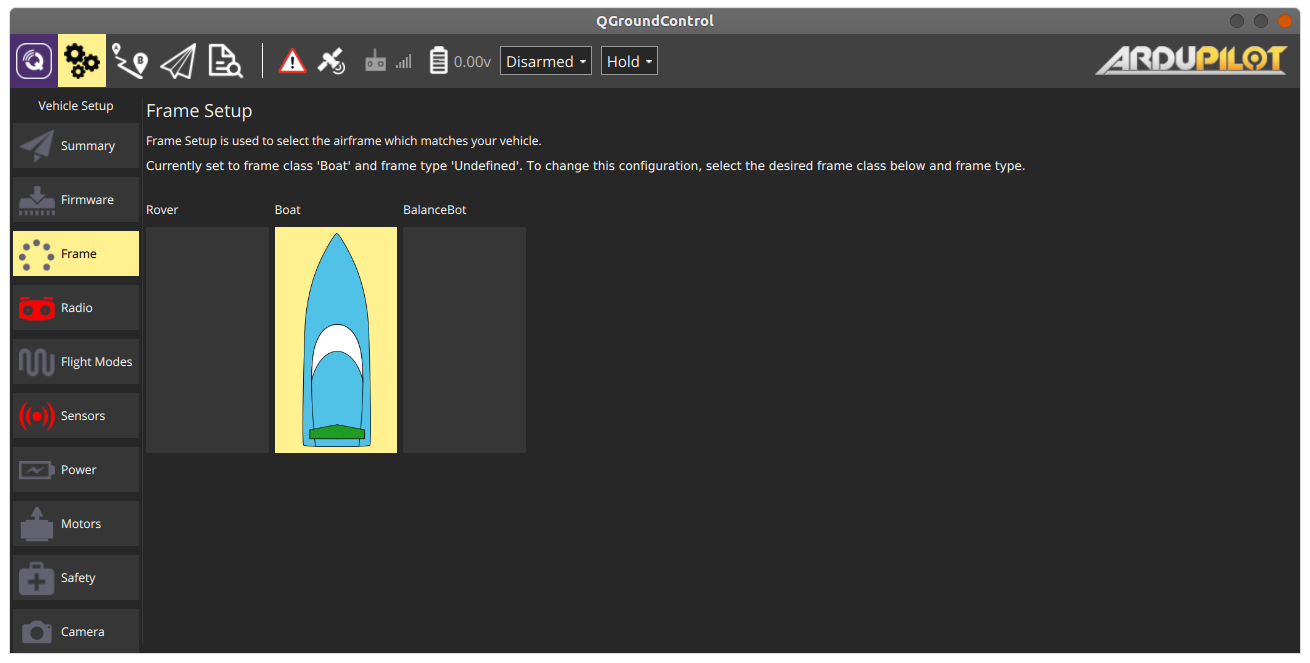 QGroundControl
B
0.00v
Disarmed
Hold
ARDUPILOT
Vehicle Setup
Frame Setup
Summary
Frame Setup is used to select the airframe which matches your vehicle.
Currently set to frame class 'Boat' and frame type 'Undefined'. To change this configuration, select the desired frame class below and frame type.
Firmware
Rover
Boat
BalanceBot
Frame
Radio
Flight Modes
Sensors
Power
Motors
Safety
Camera